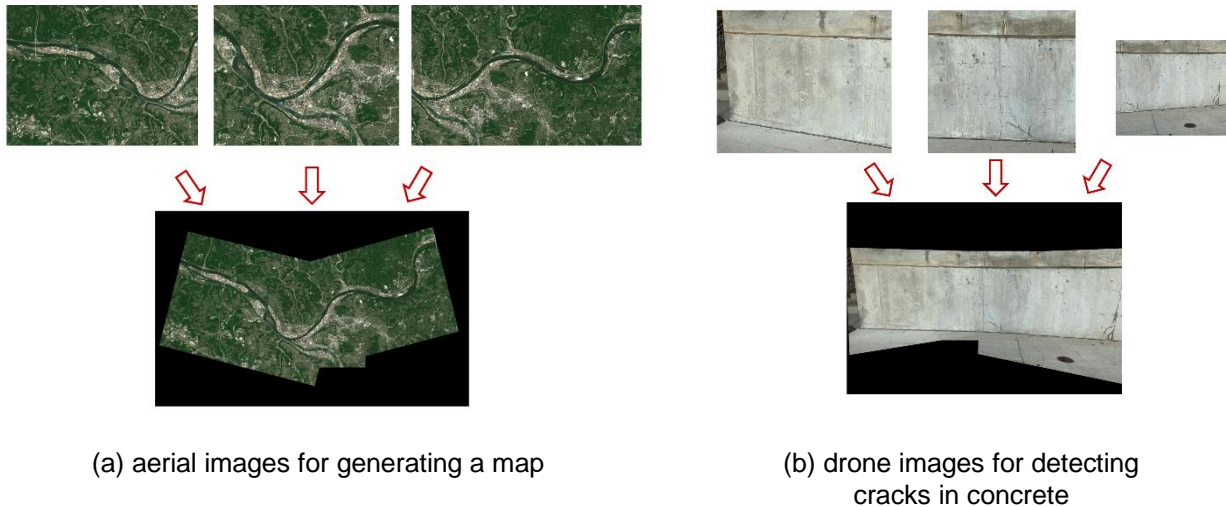 (a) aerial images for generating a map
(b) drone images for detecting
cracks in concrete